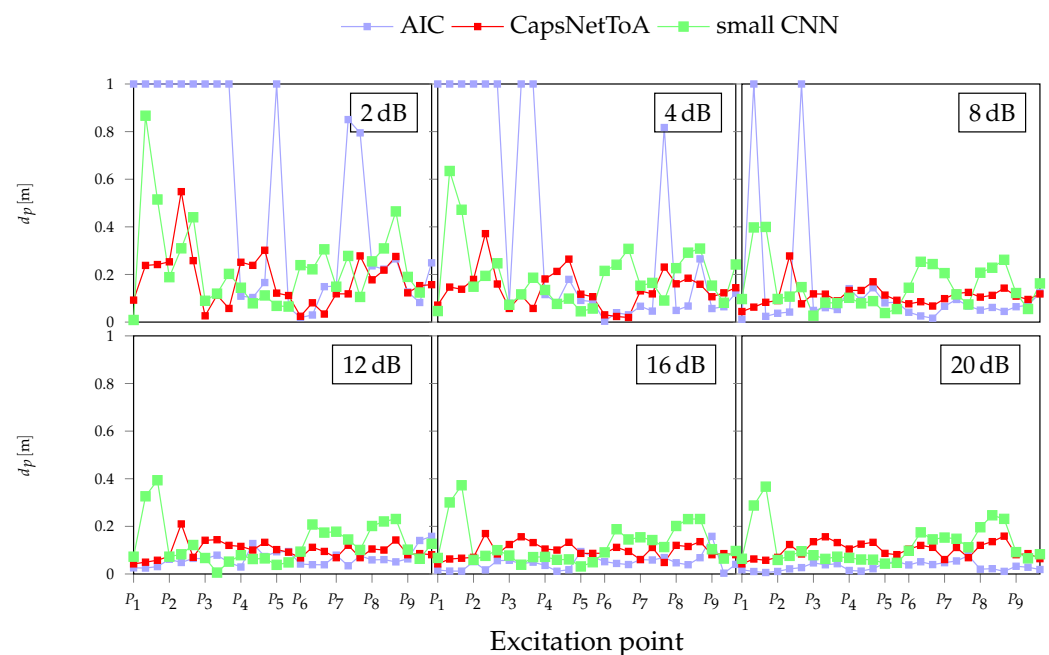 AIC CapsNetToA small CNN
1
0.8
0.6
0.4
0.2
0
d_p [m]
2 dB
4 dB
8 dB
1
0.8
0.6
0.4
0.2
0
d_p [m]
12 dB
16 dB
20 dB
P1 P2 P3 P4 P5 P6 P7 P8 P9 P1 P2 P3 P4 P5 P6 P7 P8 P9 P1 P2 P3 P4 P5 P6 P7 P8 P9
Excitation point